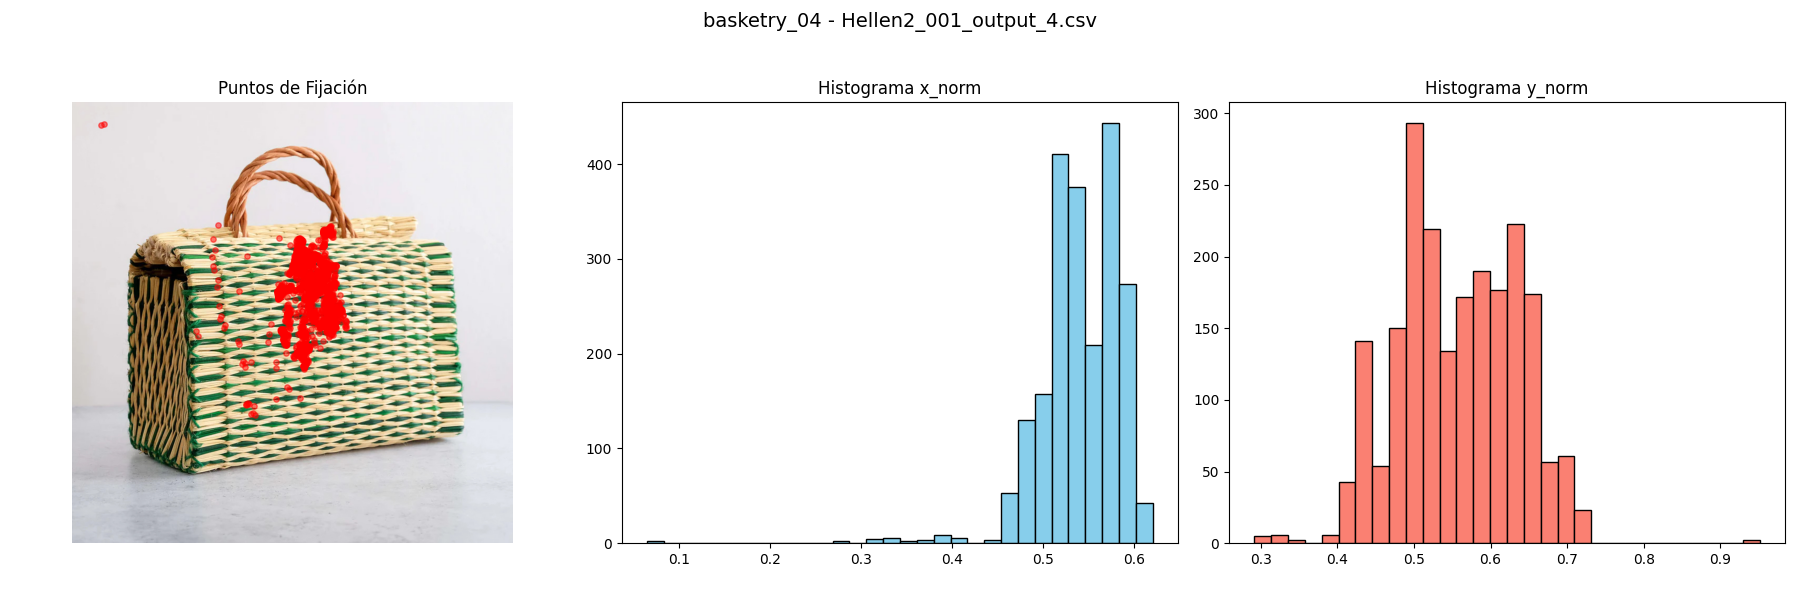 basketry_04 - Hellen2_001_output_4.csv
Puntos de Fijación
Histograma x_norm
Histograma y_norm
400
300
200
100
0
0.1 0.2 0.3 0.4 0.5 0.6
300
250
200
150
100
50
0
0.3 0.4 0.5 0.6 0.7 0.8 0.9